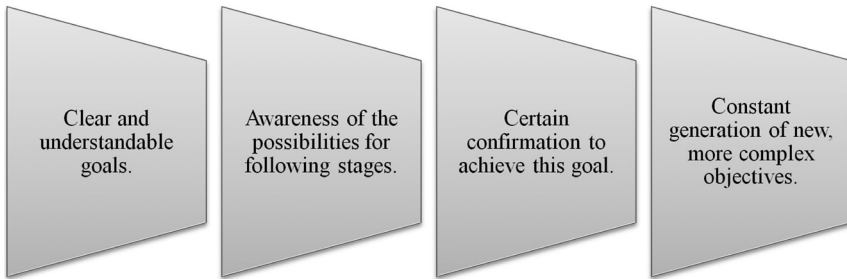 Clear and
understandable
goals.
Awareness of the
possibilities for
following stages.
Certain
confirmation to
achieve this goal.
Constant
generation of new,
more complex
objectives.